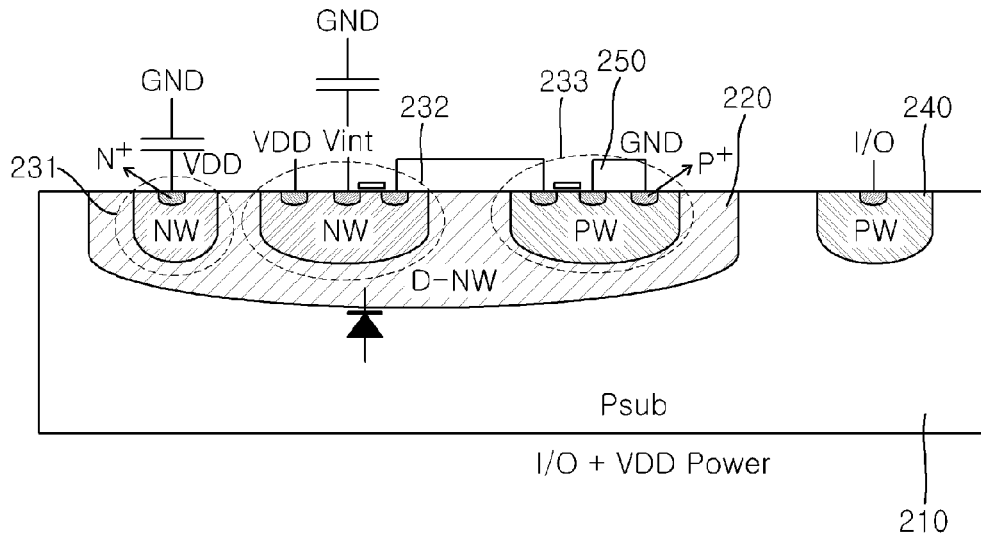 GND
GND
250
233
220
232
240
N+
VDD
VDD
Vint
GND
P+
I/O
231
NW
NW
PW
PW
D-NW
Psub
I/O + VDD Power
210